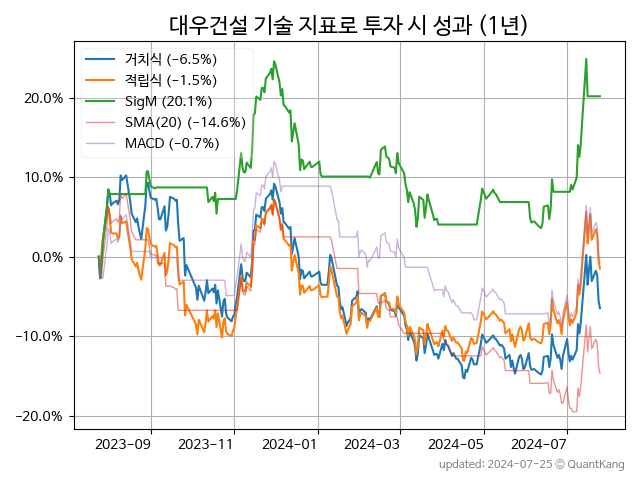 대우건설 기술 지표로 투자 시 성과 (1년)
거치식 (−6.5%)
적립식 (−1.5%)
SigM (20.1%)
SMA(20) (−14.6%)
MACD (−0.7%)
20.0%
10.0%
0.0%
−10.0%
−20.0%
2023−09 2023−11 2024−01 2024−03 2024−05 2024−07
updated: 2024−07−25 © QuantKang